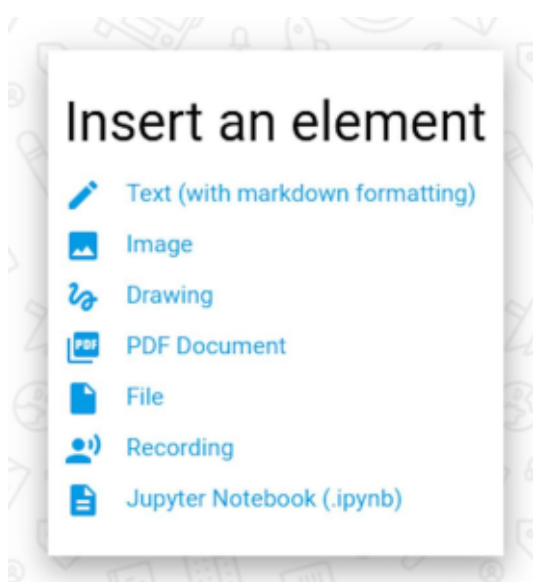 Insert an element
Text (with markdown formatting)
Image
Drawing
PDF
PDF Document
File
Recording
Jupyter Notebook (.ipynb)